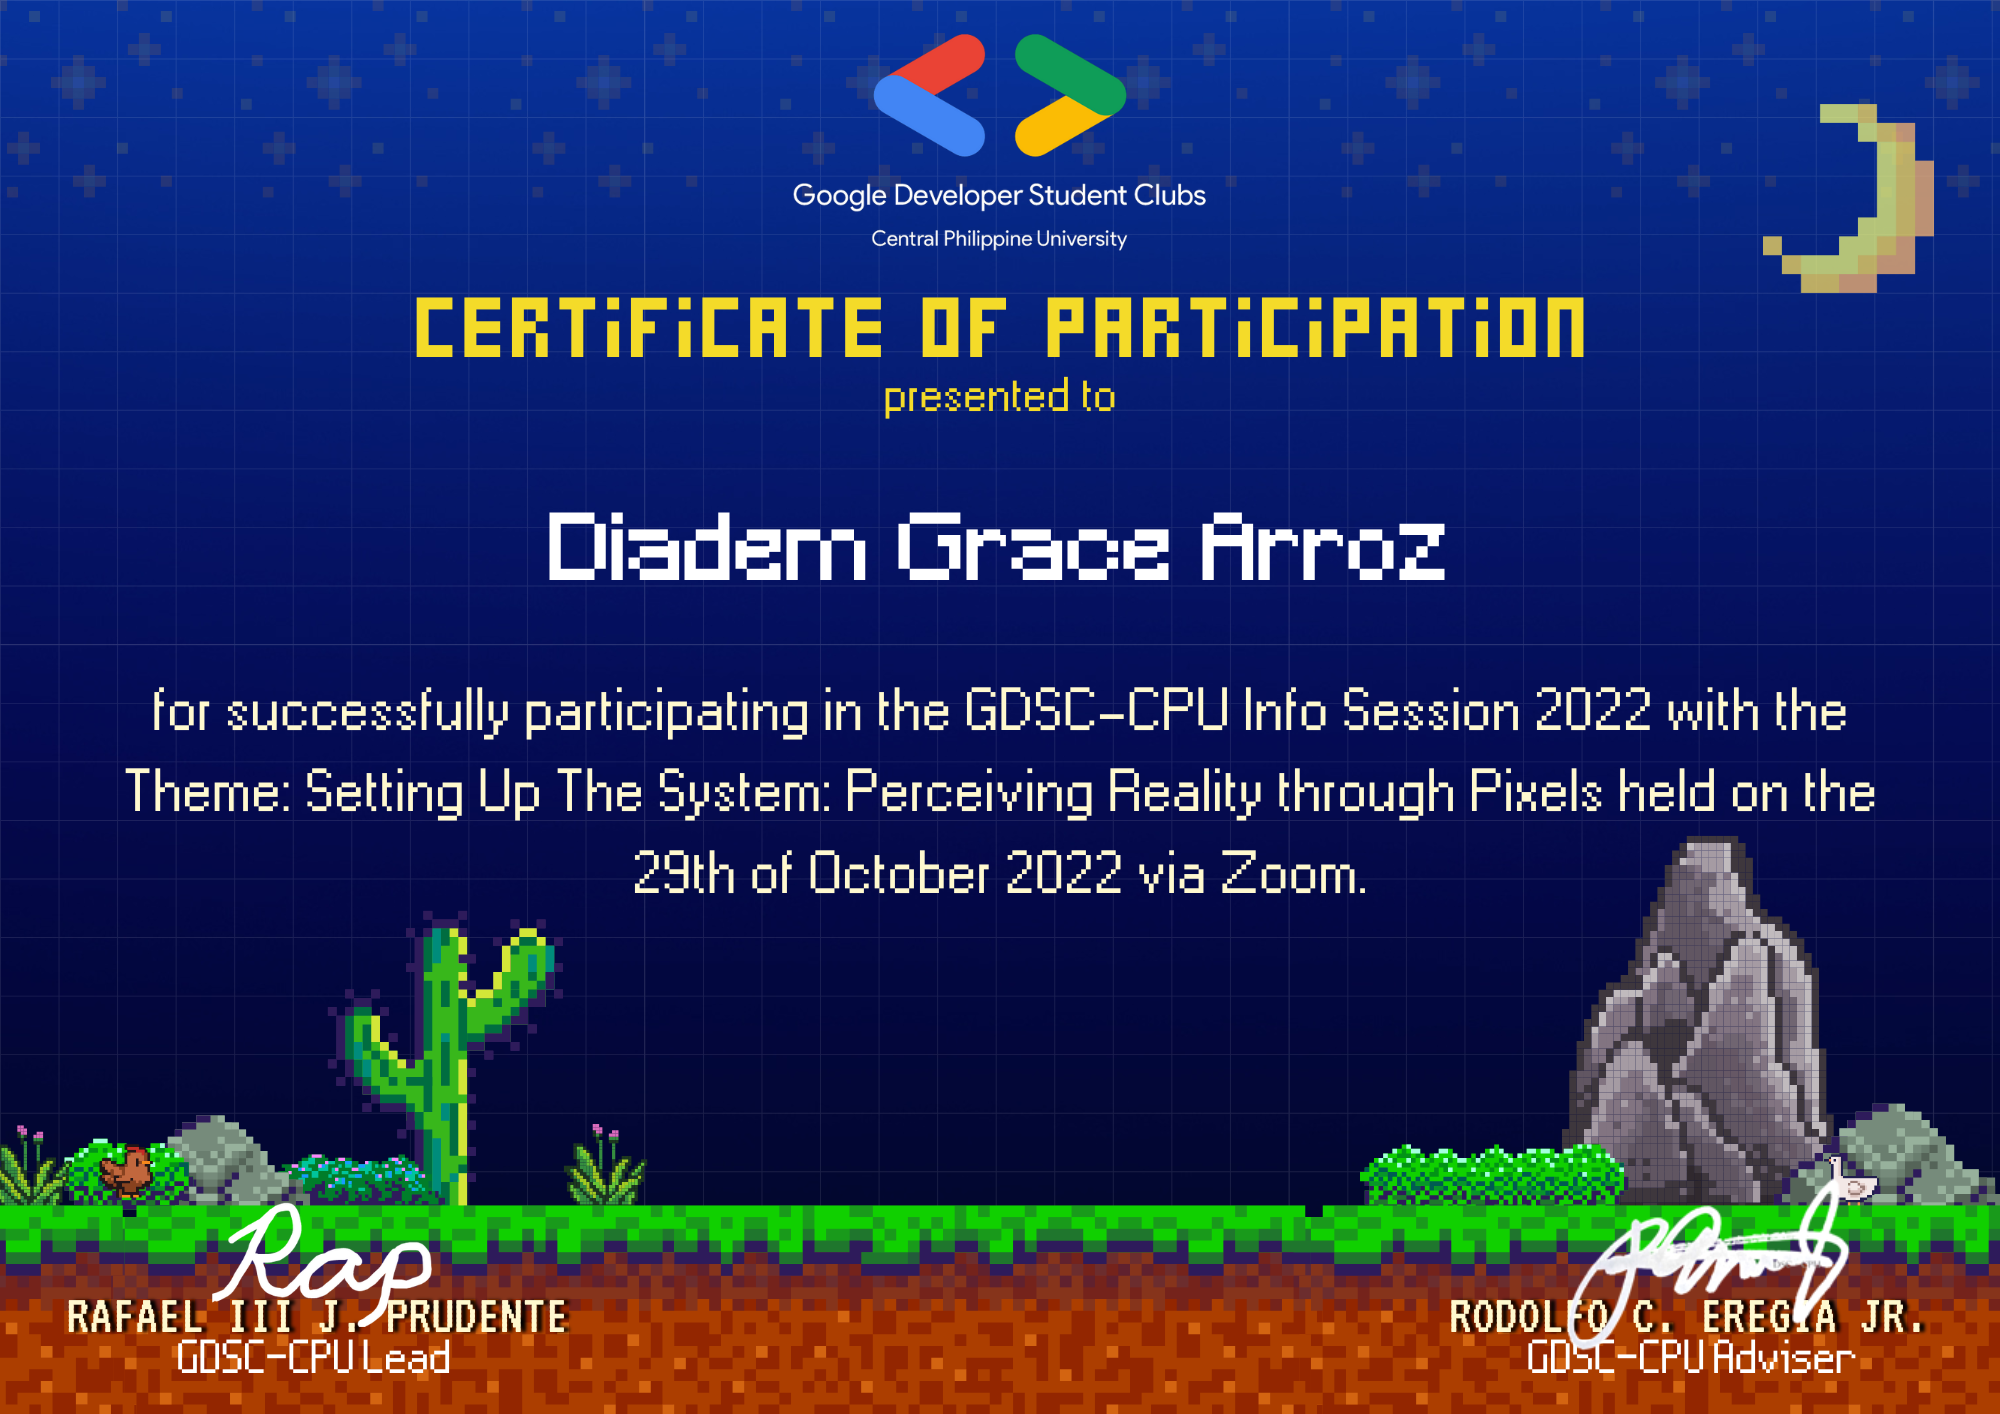 Google Developer Student Clubs
Central Philippine University
CERTiFiCATE OF PARTiCiPATiON
presented to
Diadem Grace Arroz
for successfully participating in the GDSC-CPU Info Session 2022 with the
Theme: Setting Up The System: Perceiving Reality through Pixels held on the
29th of October 2022 via Zoom.
Rap
RAFAEL III J. PRUDENTE
GDSC-CPU Lead
RODOLFO C. EREGIA JR.
GDSC-CPU Adviser